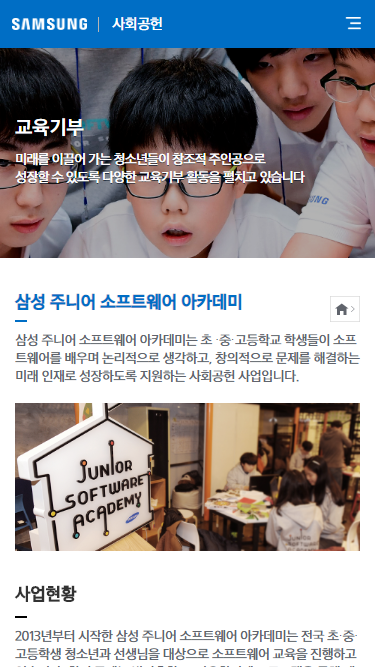 SAMSUNG | 사회공헌
교육기부
미래를 이끌어 가는 청소년들이 창조적 주인공으로
성장할 수 있도록 다양한 교육기부 활동을 펼치고 있습니다
삼성 주니어 소프트웨어 아카데미
삼성 주니어 소프트웨어 아카데미는 초 ·중·고등학교 학생들이 소프
트웨어를 배우며 논리적으로 생각하고, 창의적으로 문제를 해결하는
미래 인재로 성장하도록 지원하는 사회공헌 사업입니다.
JUNIOR
SOFTWARE
ACADEMY
사업현황
2013년부터 시작한 삼성 주니어 소프트웨어 아카데미는 전국 초·중·
고등학생 청소년과 선생님을 대상으로 소프트웨어 교육을 진행하고